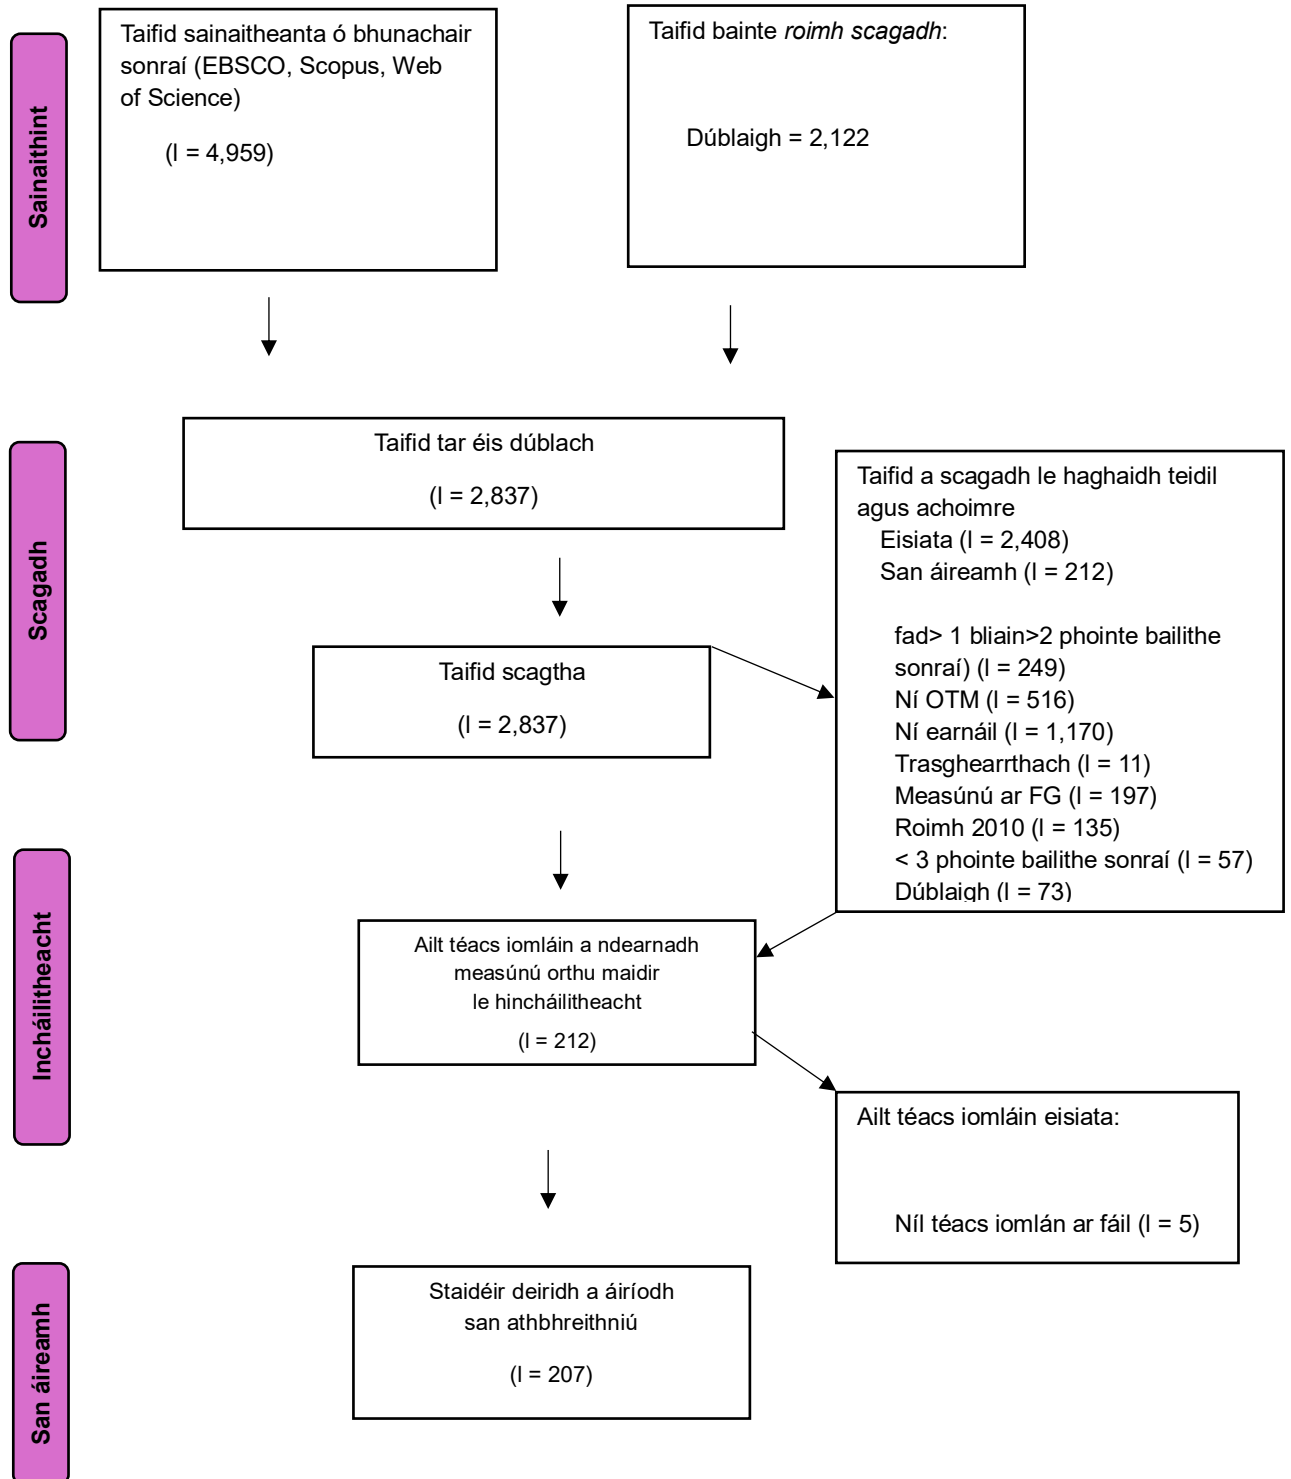 Sainaithint
Taifid sainaitheanta ó bhunachair
sonraí (EBSCO, Scopus, Web
of Science)
(l = 4,959)
Taifid bainte roimh scagadh:
Dúblaigh = 2,122
Scagadh
Taifid tar éis dúblach
(l = 2,837)
Taifid scagtha
(l = 2,837)
Taifid a scagadh le haghaidh teidil
agus achoimre
Eisiata (l = 2,408)
San áireamh (l = 212)
fad> 1 bliain>2 phointe bailithe
sonraí) (l = 249)
Ní OTM (l = 516)
Ní earnáil (l = 1,170)
Trasghearrthach (l = 11)
Measúnú ar FG (l = 197)
Roimh 2010 (l = 135)
< 3 phointe bailithe sonraí (l = 57)
Dúblaigh (l = 73)
Incháilitheacht
Ailt téacs iomláin a ndearnadh
measúnú orthu maidir
le hincháilitheacht
(l = 212)
Ailt téacs iomláin eisiata:
Níl téacs iomlán ar fáil (l = 5)
San áireamh
Staidéir deiridh a áiríodh
san athbhreithniú
(l = 207)